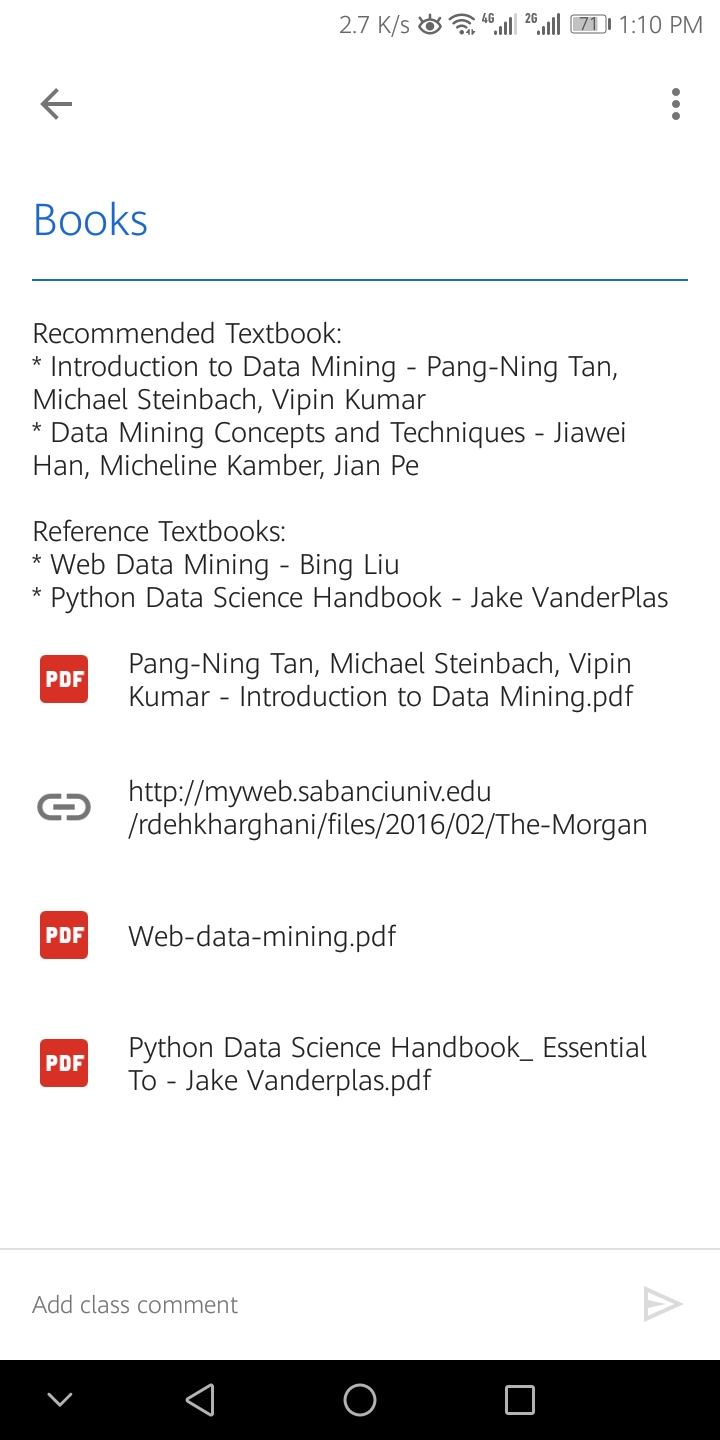 2.7 K/s 4G 2G 71 1:10 PM
Books
Recommended Textbook:
* Introduction to Data Mining - Pang-Ning Tan,
Michael Steinbach, Vipin Kumar
* Data Mining Concepts and Techniques - Jiawei
Han, Micheline Kamber, Jian Pe
Reference Textbooks:
* Web Data Mining - Bing Liu
* Python Data Science Handbook - Jake VanderPlas
PDF
Pang-Ning Tan, Michael Steinbach, Vipin
Kumar - Introduction to Data Mining.pdf
http://myweb.sabanciuniv.edu
/rdehkharghani/files/2016/02/The-Morgan
PDF
Web-data-mining.pdf
PDF
Python Data Science Handbook_ Essential
To - Jake Vanderplas.pdf
Add class comment